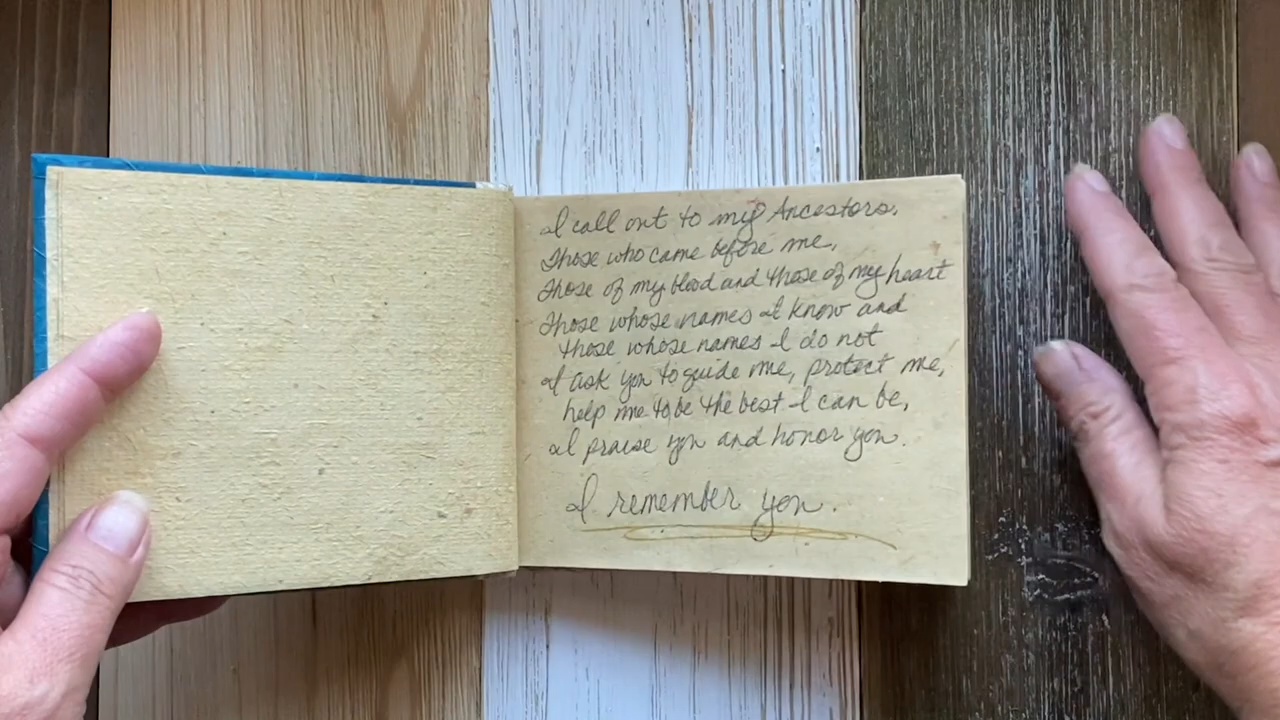 I call out to my Ancestors.
Those who came before me,
Those of my blood and those of my heart
Those whose names I know and
those whose names I do not
I ask you to guide me, protect me,
help me to be the best I can be,
I praise you and honor you.
I remember you.